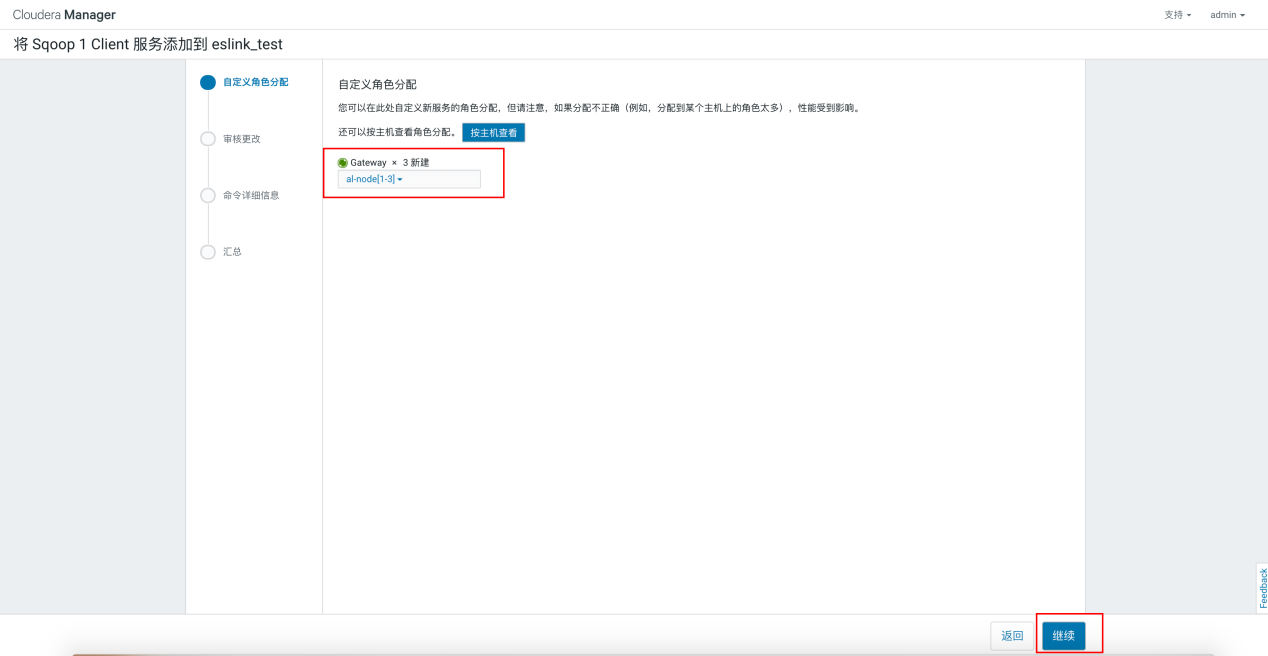 Cloudera Manager
支持 admin
将 Sqoop 1 Client 服务添加到 eslink_test
自定义角色分配
审核更改
命令详细信息
汇总
自定义角色分配
您可以在此处自定义新服务的角色分配，但请注意，如果分配不正确（例如，分配到某个主机上的角色太多），性能受到影响。
还可以按主机查看角色分配。 按主机查看
Gateway × 3 新建
al-node[1-3]
Feedback
返回 继续